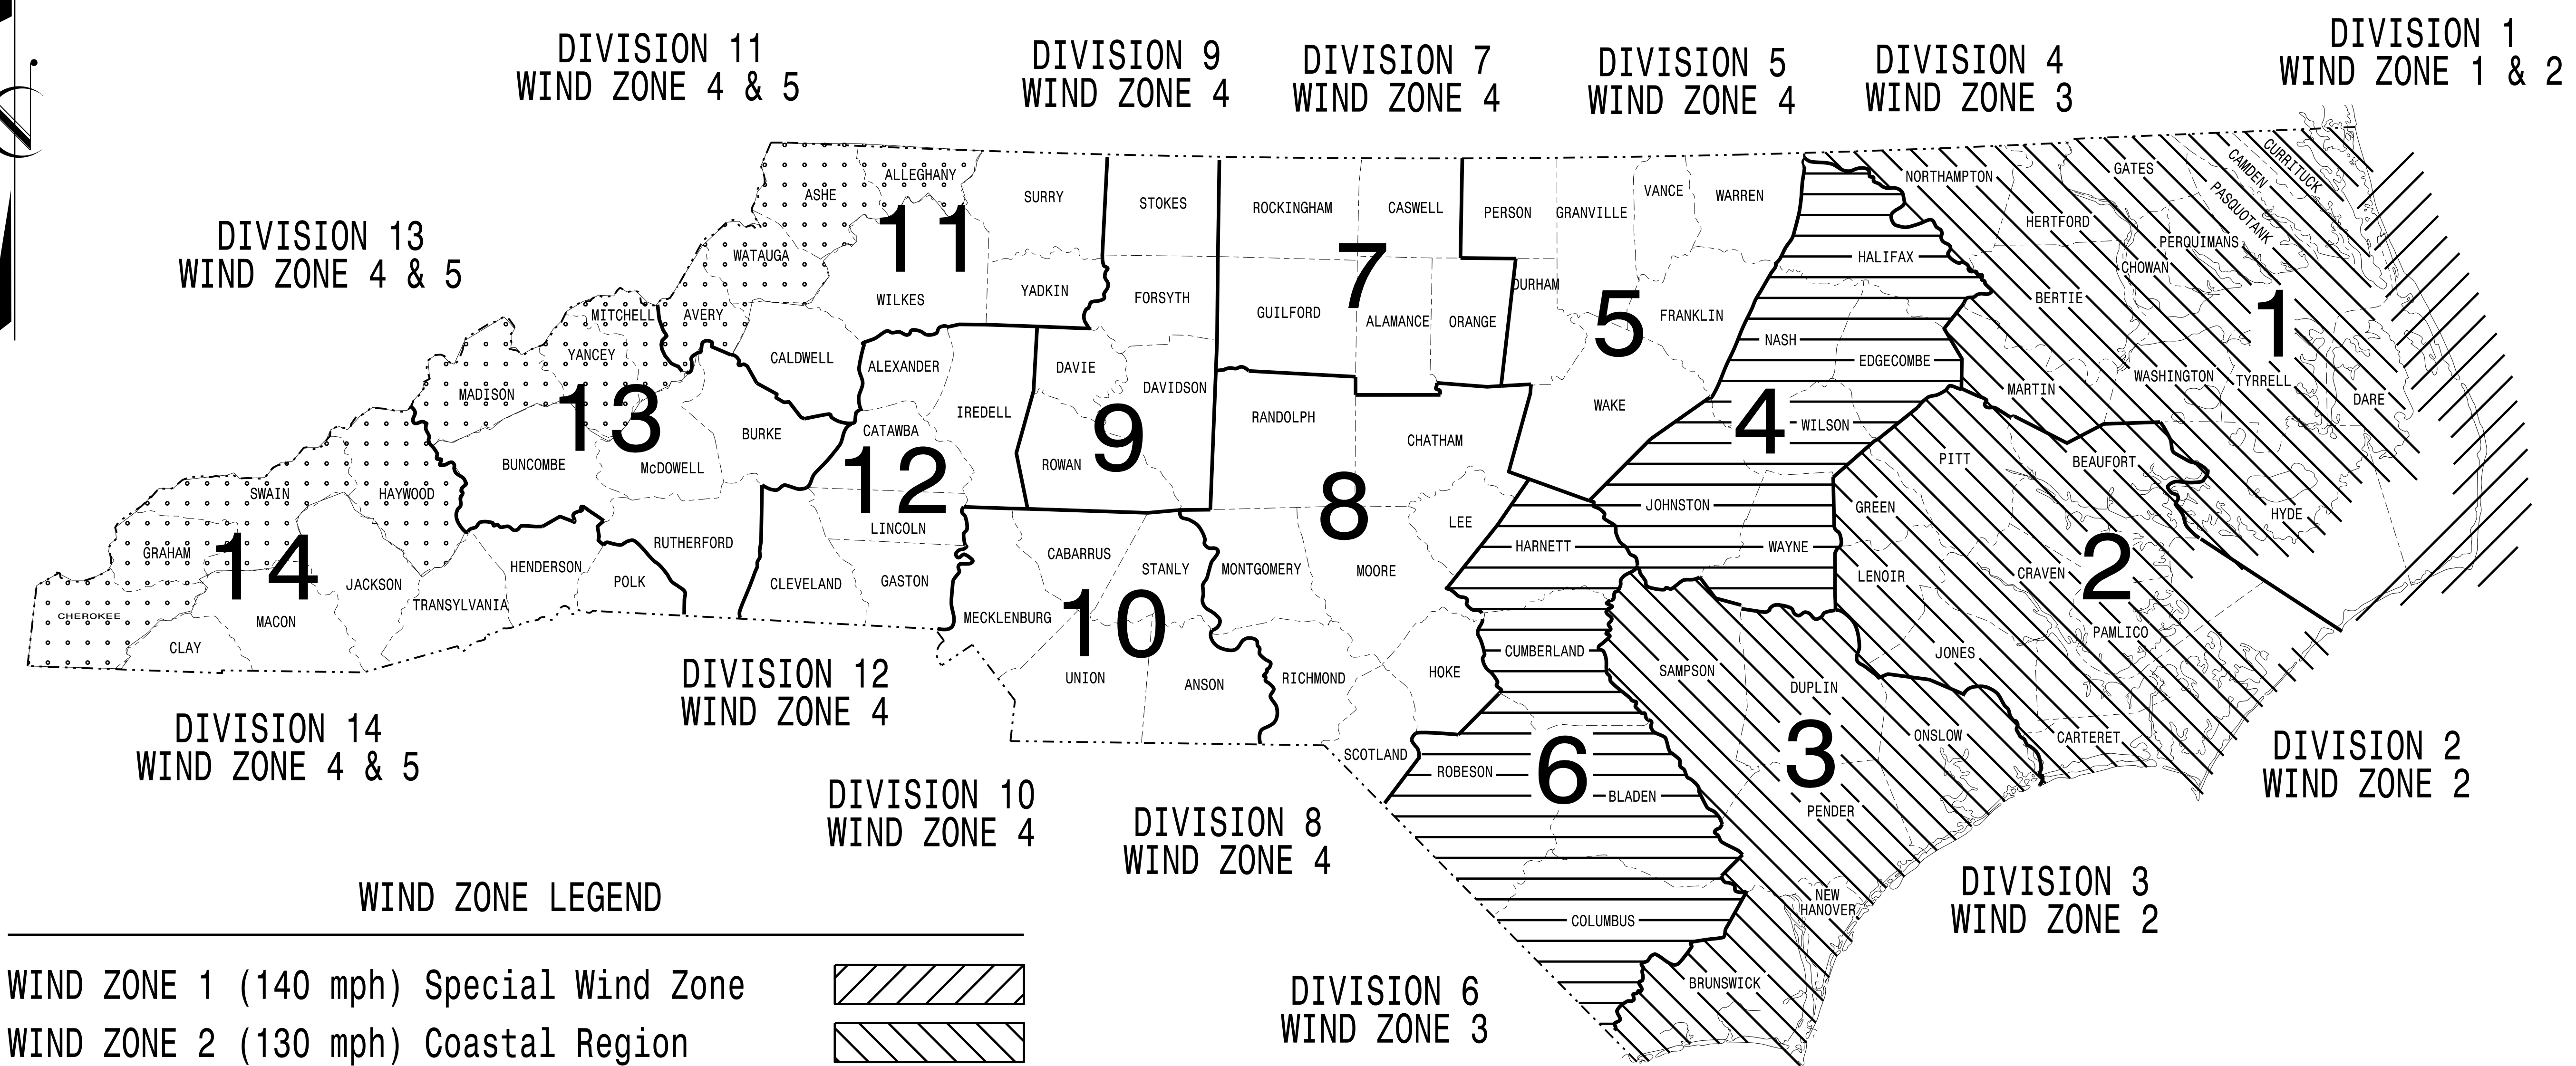 DIVISION 11
WIND ZONE 4 & 5
DIVISION 9
WIND ZONE 4
DIVISION 7
WIND ZONE 4
DIVISION 5
WIND ZONE 4
DIVISION 4
WIND ZONE 3
DIVISION 1
WIND ZONE 1 & 2
DIVISION 13
WIND ZONE 4 & 5
ASHE
ALLEGHANY
SURRY
STOKES
ROCKINGHAM
CASWELL
PERSON
GRANVILLE
VANCE
WARREN
NORTHAMPTON
GATES
CAMDEN
CURRITUCK
PASQUOTANK
HERTFORD
PERQUIMANS
CHOWAN
HALIFAX
BERTIE
11
WATAUGA
WILKES
YADKIN
FORSYTH
7
GUILFORD
ALAMANCE
ORANGE
DURHAM
5
FRANKLIN
NASH
EDGECOMBE
1
MARTIN
WASHINGTON
TYRRELL
DARE
MITCHELL
AVERY
YANCEY
CALDWELL
ALEXANDER
DAVIE
DAVIDSON
MADISON
13
BUNCOMBE
McDOWELL
BURKE
CATAWBA
IREDELL
12
ROWAN
9
RANDOLPH
CHATHAM
WAKE
4
WILSON
PITT
BEAUFORT
HYDE
SWAIN
HAYWOOD
LINCOLN
8
LEE
JOHNSTON
GREEN
GRAHAM
14
JACKSON
HENDERSON
RUTHERFORD
POLK
CLEVELAND
GASTON
CABARRUS
STANLY
MONTGOMERY
MOORE
HARNETT
WAYNE
LENOIR
CRAVEN
2
CHEROKEE
MACON
TRANSYLVANIA
CLAY
MECKLENBURG
10
UNION
ANSON
RICHMOND
HOKE
CUMBERLAND
SAMPSON
DUPLIN
JONES
PAMLICO
SCOTLAND
ROBESON
6
BLADEN
3
ONSLOW
CARTERET
PENDER
COLUMBUS
NEW
HANOVER
BRUNSWICK
DIVISION 12
WIND ZONE 4
DIVISION 14
WIND ZONE 4 & 5
DIVISION 10
WIND ZONE 4
DIVISION 8
WIND ZONE 4
DIVISION 2
WIND ZONE 2
DIVISION 3
WIND ZONE 2
DIVISION 6
WIND ZONE 3
WIND ZONE LEGEND
WIND ZONE 1 (140 mph) Special Wind Zone
WIND ZONE 2 (130 mph) Coastal Region